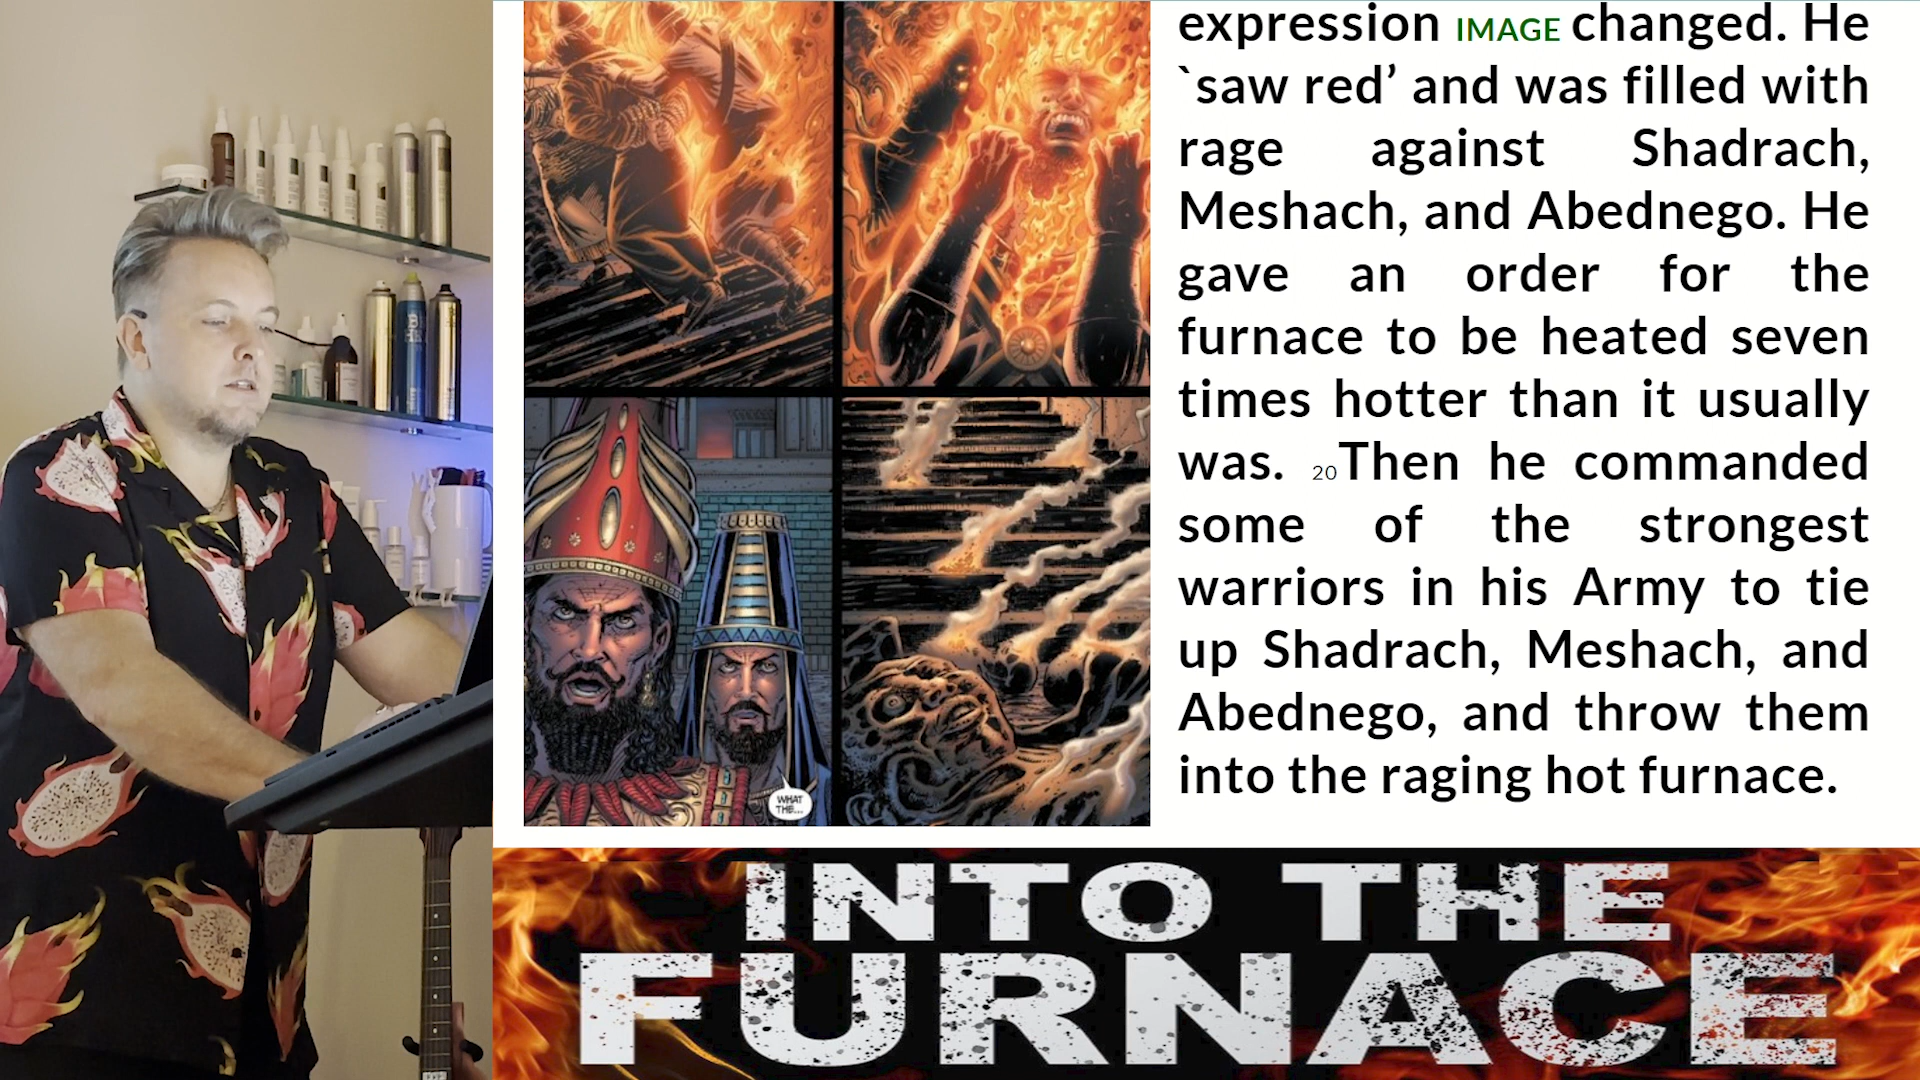 expression IMAGE changed. He
`saw red’ and was filled with
rage against Shadrach,
Meshach, and Abednego. He
gave an order for the
furnace to be heated seven
times hotter than it usually
was. 20Then he commanded
some of the strongest
warriors in his Army to tie
up Shadrach, Meshach, and
Abednego, and throw them
into the raging hot furnace.
WHAT
THE...
INTO THE
FURNACE